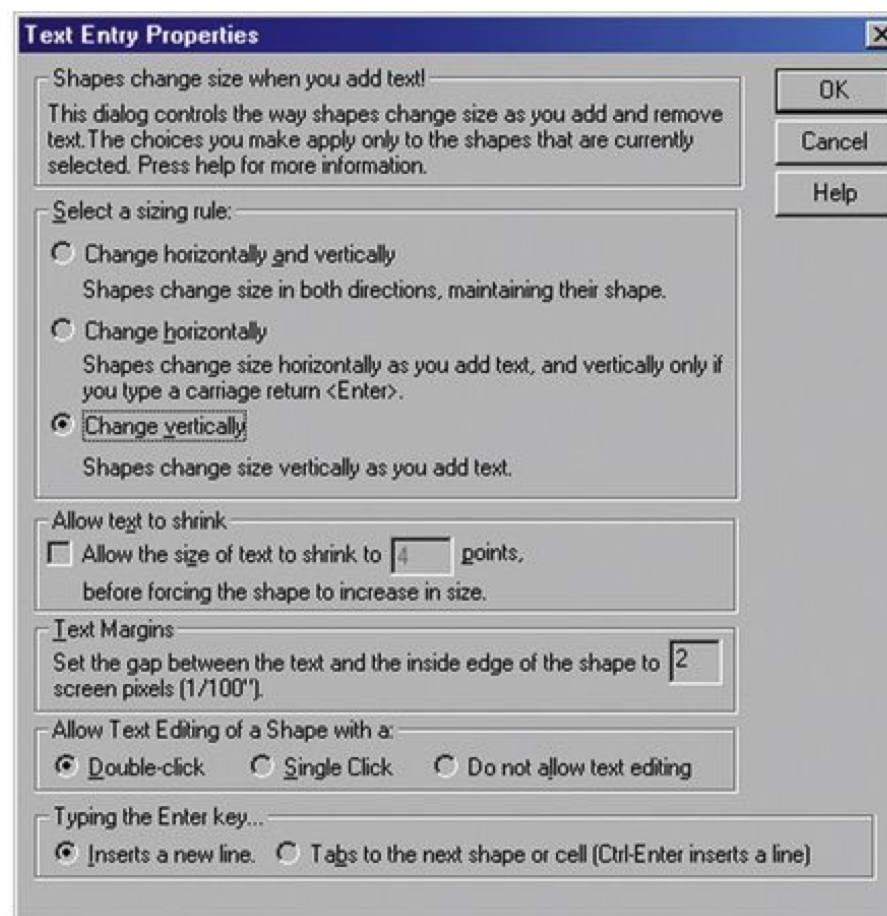 Text Entry Properties
Shapes change size when you add text!
This dialog controls the way shapes change size as you add and remove
text.The choices you make apply only to the shapes that are currently
selected. Press help for more information.
OK
Cancel
Help
Select a sizing rule:
Change horizontally and vertically
Shapes change size in both directions, maintaining their shape.
Change horizontally
Shapes change size horizontally as you add text, and vertically only if
you type a carriage return <Enter>.
Change vertically
Shapes change size vertically as you add text.
Allow text to shrink
Allow the size of text to shrink to 4 points,
before forcing the shape to increase in size.
Text Margins
Set the gap between the text and the inside edge of the shape to 2
screen pixels (1/100").
Allow Text Editing of a Shape with a:
Double-click Single Click Do not allow text editing
Typing the Enter key...
Inserts a new line. Tabs to the next shape or cell (Ctrl-Enter inserts a line)